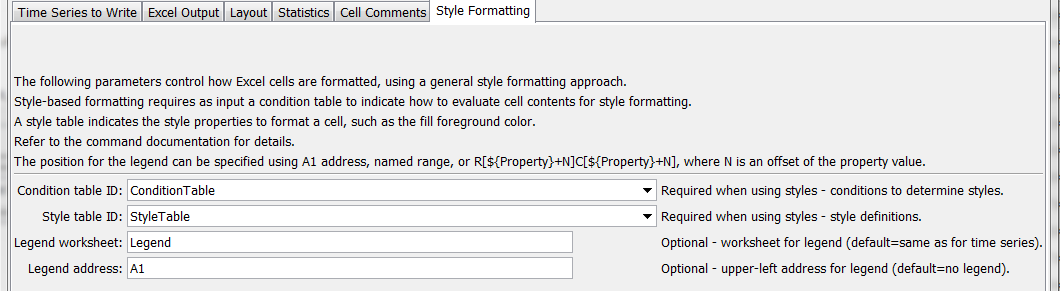 Time Series to Write Excel Output Layout Statistics Cell Comments Style Formatting
The following parameters control how Excel cells are formatted, using a general style formatting approach.
Style-based formatting requires as input a condition table to indicate how to evaluate cell contents for style formatting.
A style table indicates the style properties to format a cell, such as the fill foreground color.
Refer to the command documentation for details.
The position for the legend can be specified using A1 address, named range, or R[${Property}+N]C[${Property}+N], where N is an offset of the property value.
Condition table ID: ConditionTable Required when using styles - conditions to determine styles.
Style table ID: StyleTable Required when using styles - style definitions.
Legend worksheet: Legend Optional - worksheet for legend (default=same as for time series).
Legend address: A1 Optional - upper-left address for legend (default=no legend).